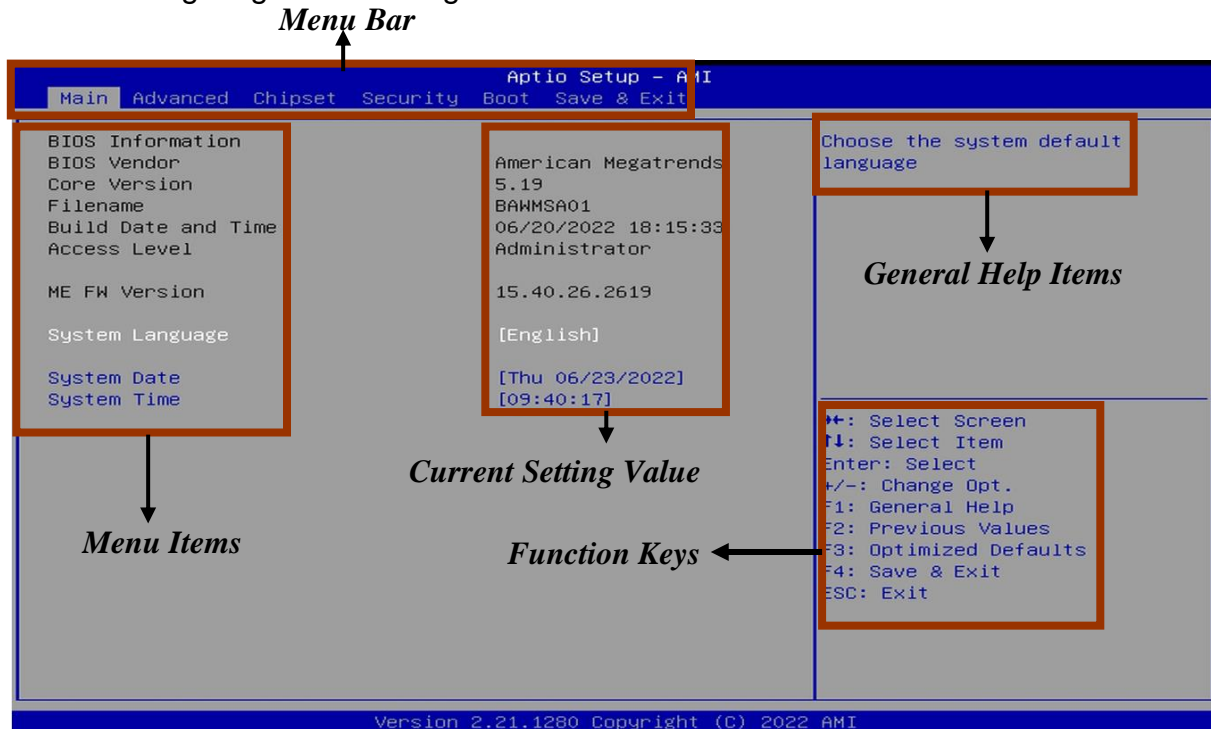 Menu Bar
Aptio Setup – AMI
Main Advanced Chipset Security Boot Save & Exit
BIOS Information
BIOS Vendor American Megatrends
Core Version 5.19
Filename BAWMSA01
Build Date and Time 06/20/2022 18:15:33
Access Level Administrator
ME FW Version 15.40.26.2619
System Language [English]
System Date [Thu 06/23/2022]
System Time [09:40:17]
Choose the system default
language
General Help Items
→←: Select Screen
↑↓: Select Item
Enter: Select
+/-: Change Opt.
F1: General Help
F2: Previous Values
F3: Optimized Defaults
F4: Save & Exit
ESC: Exit
Current Setting Value
Menu Items
Function Keys
Version 2.21.1280 Copyright (C) 2022 AMI